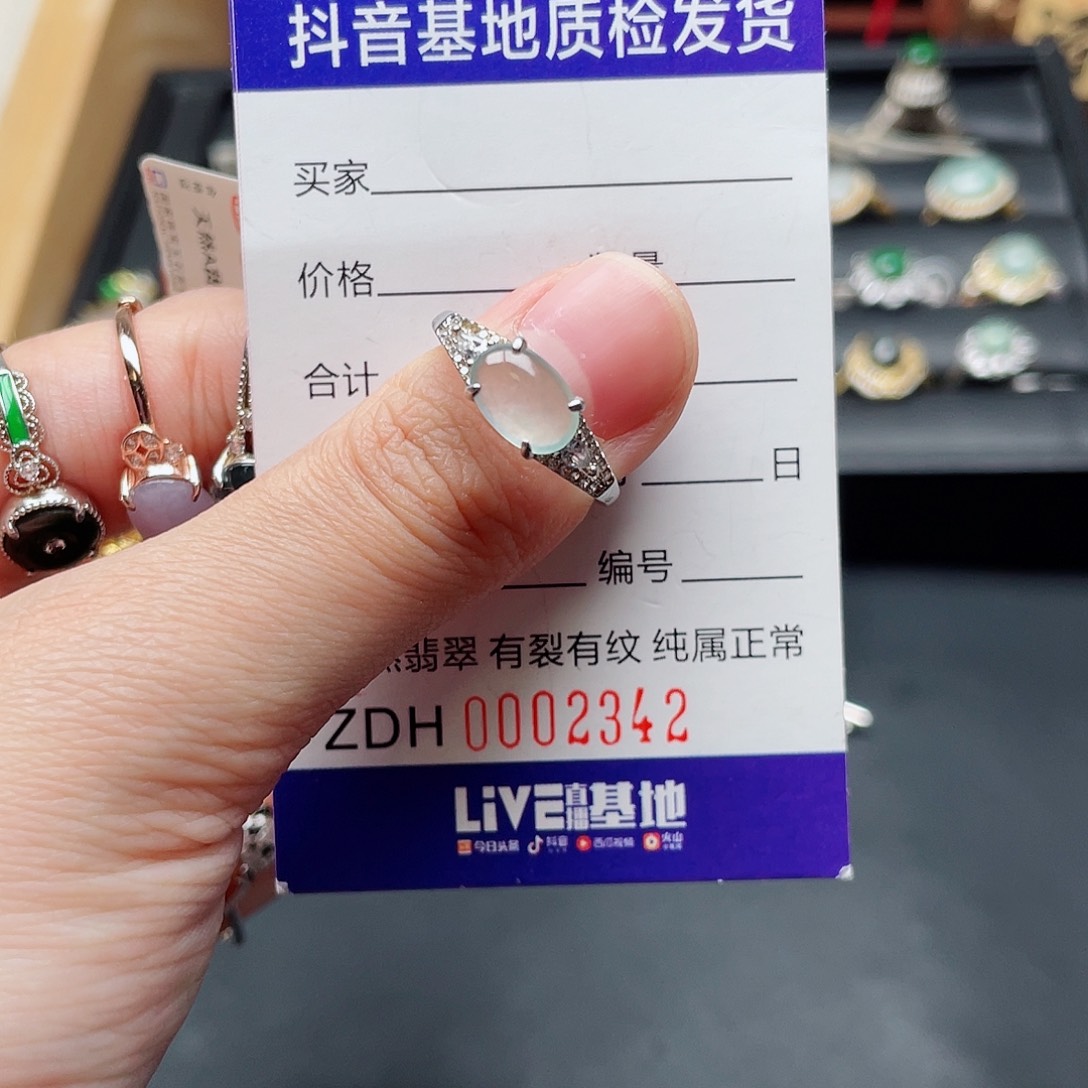 抖音基地质检发货
买家
价格
合计
日
编号
翡翠 有裂有纹 纯属正常
ZDH 0002342
LiVE直播基地
今日头条 抖音 西瓜视频 火山